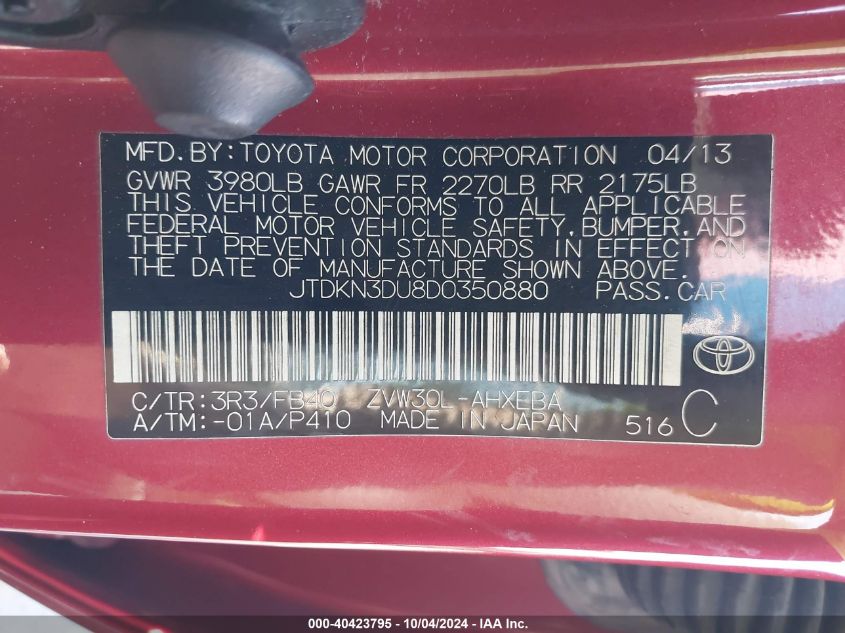 MFD.BY:TOYOTA MOTOR CORPORATION 04/13
GVWR 3980LB GAWR FR 2270LB RR 2175LB
THIS VEHICLE CONFORMS TO ALL APPLICABLE
FEDERAL MOTOR VEHICLE SAFETY,BUMPER,AND
THEFT PREVENTION STANDARDS IN EFFECT ON
THE DATE OF MANUFACTURE SHOWN ABOVE.
JTDKN3DU8D0350880 PASS.CAR
C/TR:3R3/FB40 ZVW30L-AHXEBA
A/TM:-01A/P410 MADE IN JAPAN 516 C
000-40423795 - 10/04/2024 - IAA Inc.